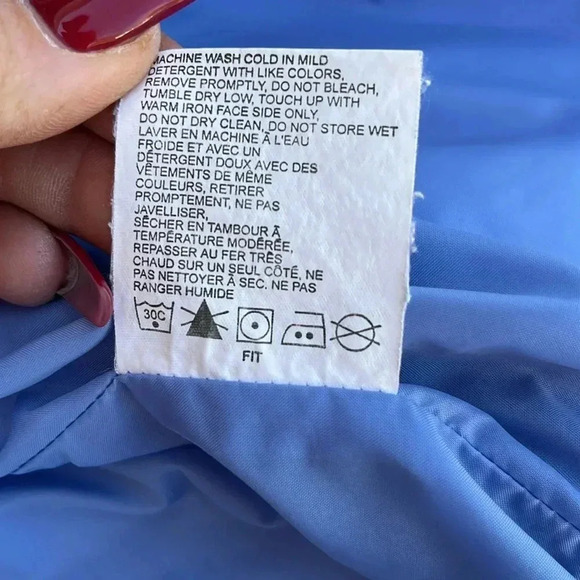 MACHINE WASH COLD IN MILD
DETERGENT WITH LIKE COLORS,
REMOVE PROMPTLY, DO NOT BLEACH,
TUMBLE DRY LOW, TOUCH UP WITH
WARM IRON FACE SIDE ONLY,
DO NOT DRY CLEAN, DO NOT STORE WET
LAVER EN MACHINE À L'EAU
FROIDE ET AVEC UN
DÉTERGENT DOUX AVEC DES
VÊTEMENTS DE MÊME
COULEURS, RETIRER
PROMPTEMENT, NE PAS
JAVELLISER,
SÉCHER EN TAMBOUR À
TEMPÉRATURE MODÉRÉE,
REPASSER AU FER TRÈS
CHAUD SUR UN SEUL CÔTÉ, NE
PAS NETTOYER À SEC. NE PAS
RANGER HUMIDE
30C
FIT